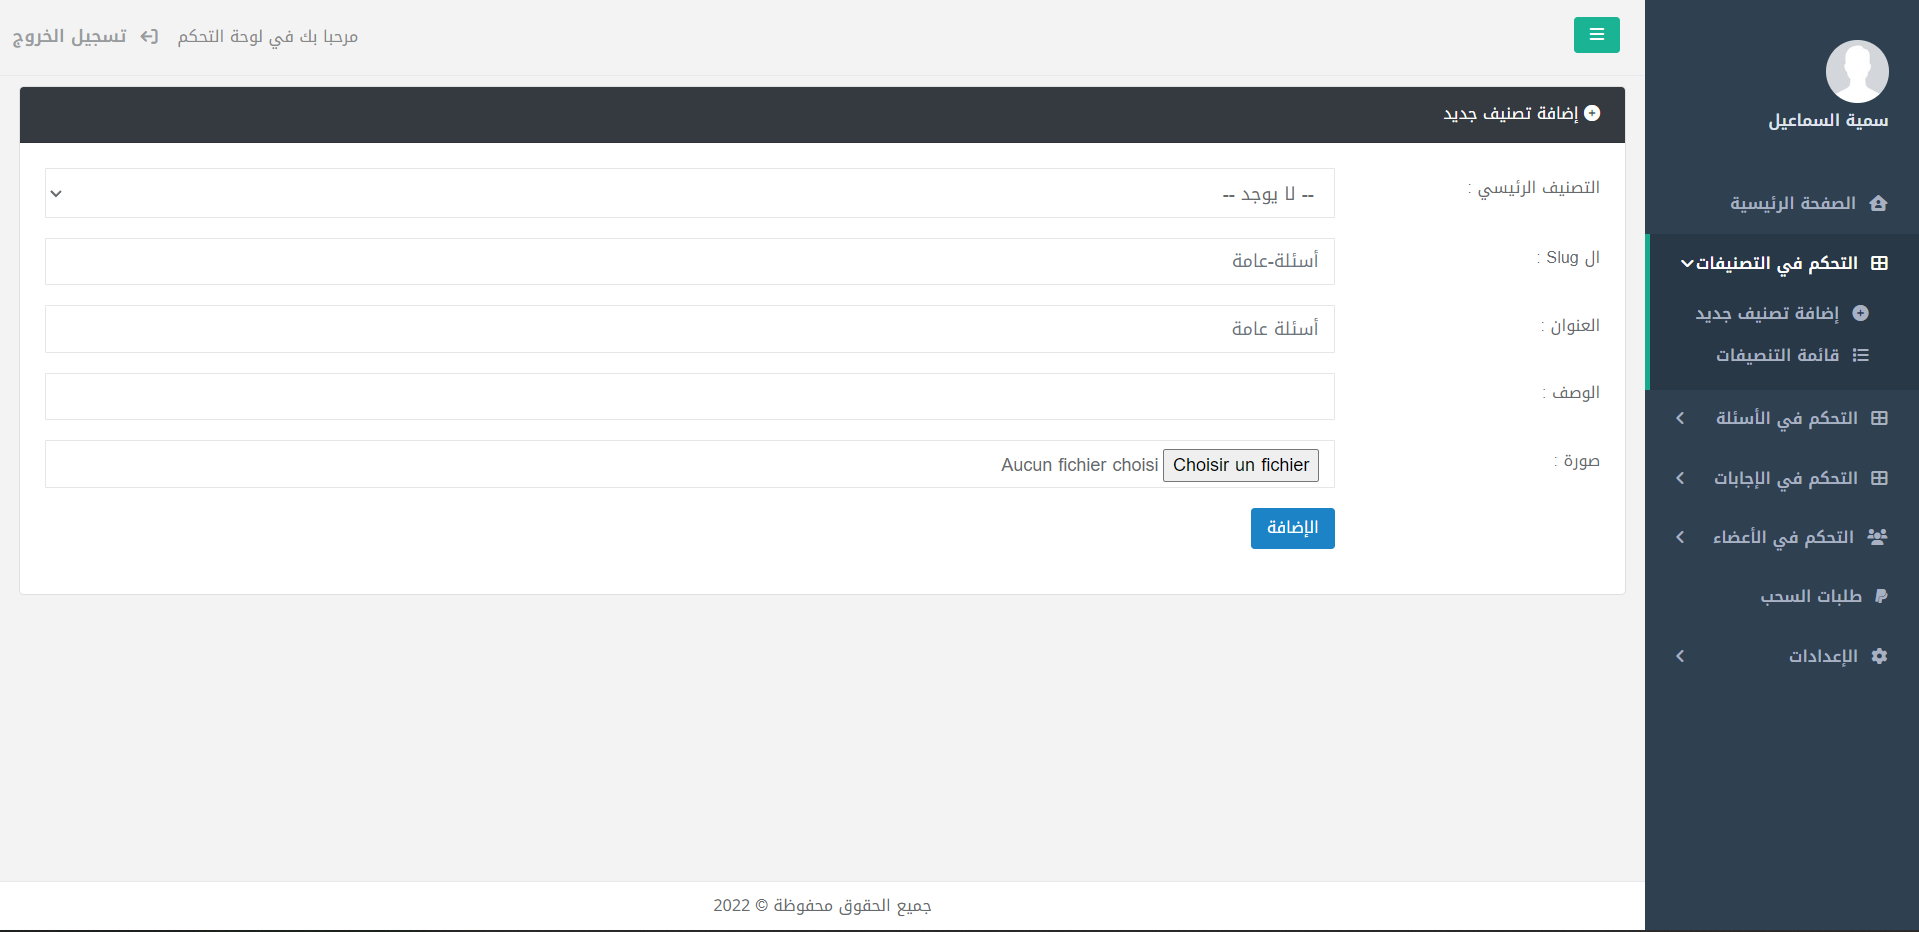 مرحبا بك في لوحة التحكم
تسجيل الخروج
سمية السماعيل
الصفحة الرئيسية
التحكم في التصنيفات
إضافة تصنيف جديد
قائمة التنصيفات
التحكم في الأسئلة
التحكم في الإجابات
التحكم في الأعضاء
طلبات السحب
الإعدادات
إضافة تصنيف جديد
التصنيف الرئيسي :
-- لا يوجد --
ال Slug :
أسئلة-عامة
العنوان :
أسئلة عامة
الوصف :
صورة :
Choisir un fichier Aucun fichier choisi
الإضافة
جميع الحقوق محفوظة © 2022